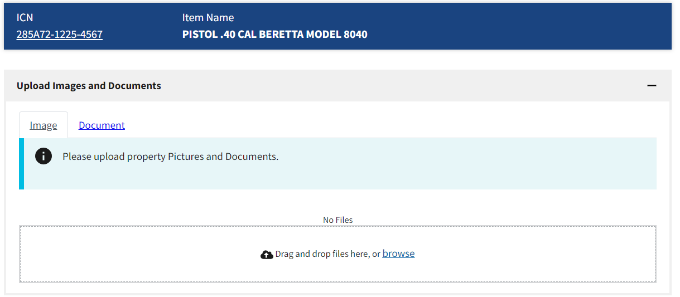 ICN Item Name
285A72-1225-4567 PISTOL .40 CAL BERETTA MODEL 8040
Upload Images and Documents
Image Document
Please upload property Pictures and Documents.
No Files
Drag and drop files here, or browse